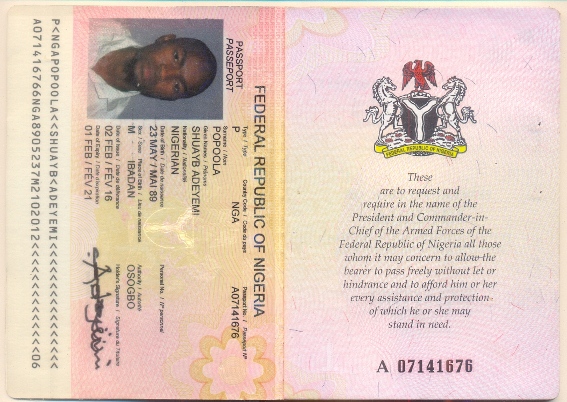 PASSPORT
PASSEPORT
FEDERAL REPUBLIC OF NIGERIA
Type / Type
P
Country Code / Code du pays
NGA
Passport No. / Passeport N°
A07141676
Surname / Nom
POPOOLA
Given Names / Prénoms
SHUAYB ADEYEMI
Nationality / Nationalité
NIGERIAN
Date of Birth / Date de naissance
23 MAY / MAI 89
Personal No. / N° personnel
Sex / Sexe
M
Place of Birth / Lieu de naissance
IBADAN
Date of Issue / Date de délivrance
02 FEB / FÉV 16
Authority / Autorité
OSOGBO
Date of Expiry / Date d'expiration
01 FEB / FÉV 21
Holder's Signature / Signature du Titulaire
P<NGAPOPOOLA<<SHUAYB<ADEYEMI<<<<<<<<<<<<<<<<
A071416766NGA8905237M2102012<<<<<<<<<<<<<<06
FEDERAL REPUBLIC OF NIGERIA
These
are to request and
require in the name of the
President and Commander-in-
Chief of the Armed Forces of the
Federal Republic of Nigeria all those
whom it may concern to allow the
bearer to pass freely without let or
hindrance and to afford him or her
every assistance and protection
of which he or she may
stand in need.
A 07141676